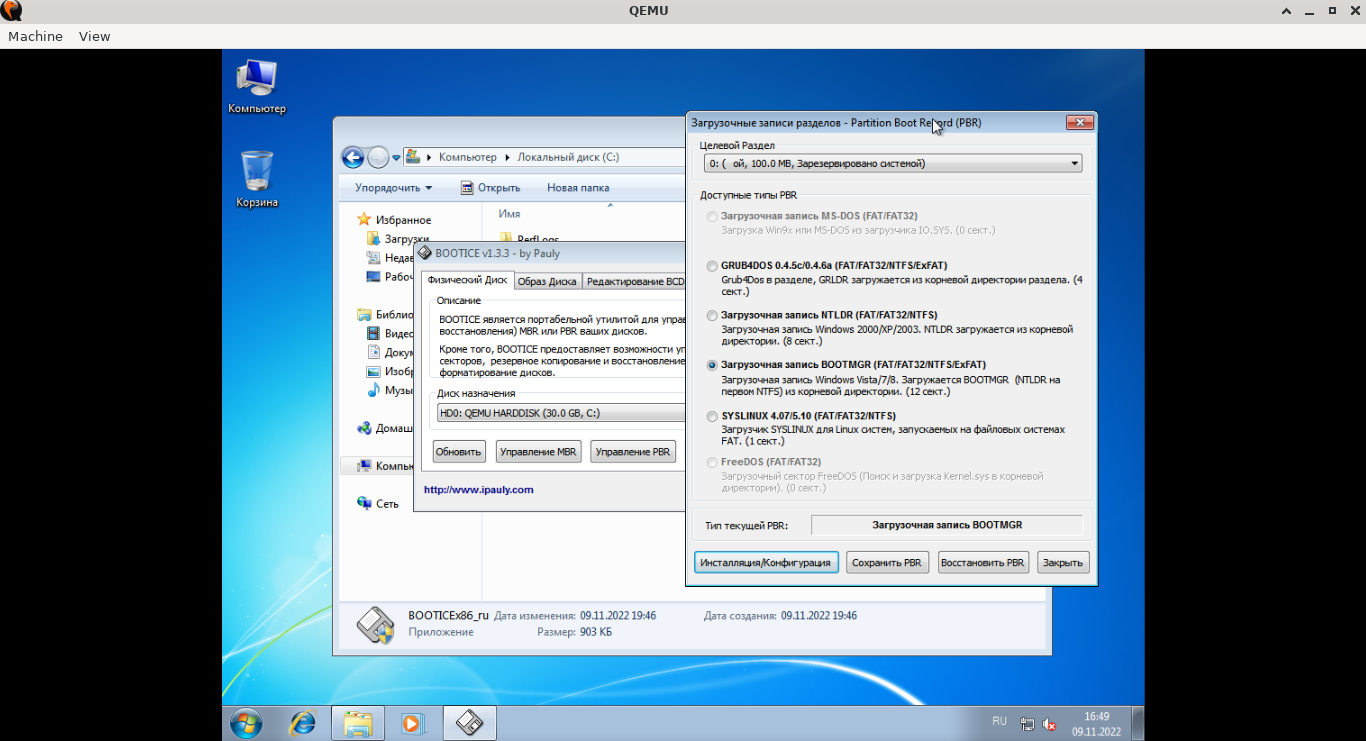 QEMU
Machine View
Компьютер
Корзина
Компьютер Локальный диск (C:)
Упорядочить Открыть Новая папка
Избранное
Загрузки
Имя
PerfLogs
Сеть
BOOTICE v1.3.3 - by Pauly
Физический Диск Образ Диска Редактирование BCD
Описание
BOOTICE является портабельной утилитой для
восстановления) MBR или PBR ваших дисков.
Кроме того, BOOTICE предоставляет возможности
секторов, резервное копирование и восстановление
форматирование дисков.
Диск назначения
HD0: QEMU HARDDISK (30.0 GB, C:)
Обновить Управление MBR Управление PBR
http://www.ipauly.com
Загрузочные записи разделов - Partition Boot Record (PBR)
Целевой Раздел
0: ( ой, 100.0 MB, Зарезервировано системой)
Доступные типы PBR
Загрузочная запись MS-DOS (FAT/FAT32)
Загрузка Win9x или MS-DOS из загрузчика IO.SYS. (0 сект.)
GRUB4DOS 0.4.5c/0.4.6a (FAT/FAT32/NTFS/ExFAT)
Grub4Dos в разделе, GRLDR загружается из корневой директории раздела. (4
сект.)
Загрузочная запись NTLDR (FAT/FAT32/NTFS)
Загрузочная запись Windows 2000/XP/2003. NTLDR загружается из корневой
директории. (8 сект.)
Загрузочная запись BOOTMGR (FAT/FAT32/NTFS/ExFAT)
Загрузочная запись Windows Vista/7/8. Загружается BOOTMGR (NTLDR на
первом NTFS) из корневой директории. (12 сект.)
SYSLINUX 4.07/5.10 (FAT/FAT32/NTFS)
Загрузчик SYSLINUX для Linux систем, запускаемых на файловых системах
FAT. (1 сект.)
FreeDOS (FAT/FAT32)
Загрузочный сектор FreeDOS (Поиск и загрузка Kernel.sys в корневой
директории). (0 сект.)
Тип текущей PBR: Загрузочная запись BOOTMGR
Инсталляция/Конфигурация Сохранить PBR Восстановить PBR Закрыть
BOOTICEx86_ru Дата изменения: 09.11.2022 19:46 Дата создания: 09.11.2022 19:46
Приложение Размер: 903 КБ
RU 16:49
09.11.2022